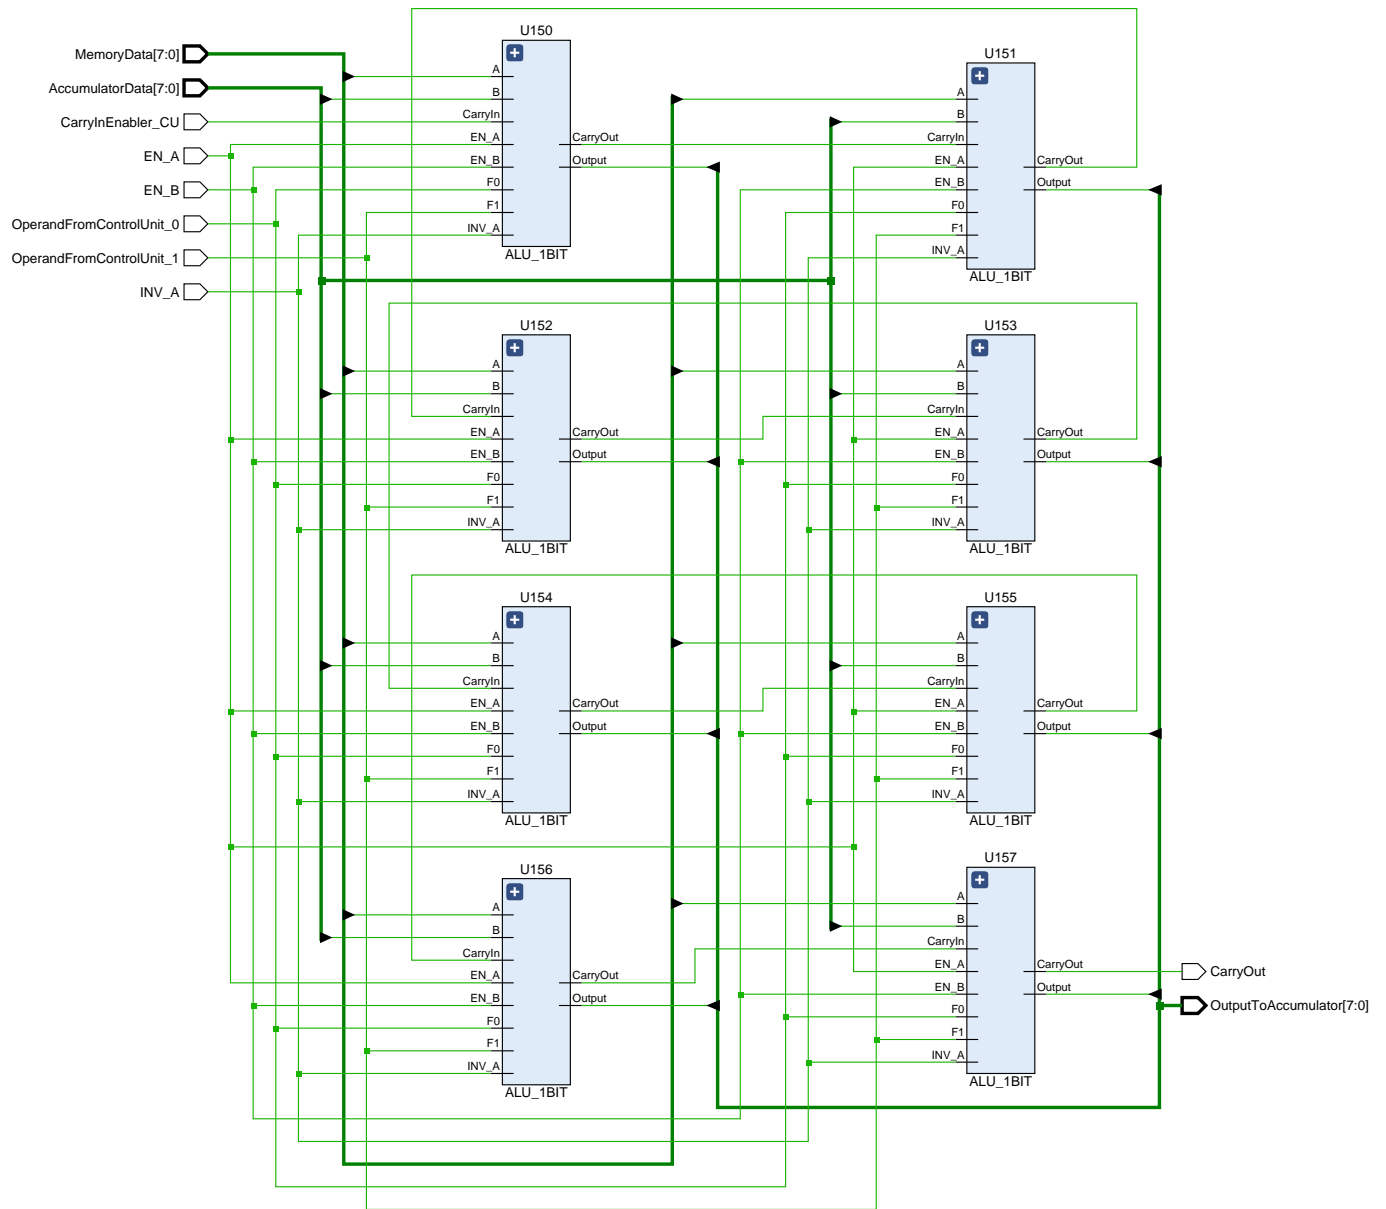 MemoryData[7:0]
AccumulatorData[7:0]
CarryInEnabler_CU
EN_A
EN_B
OperandFromControlUnit_0
OperandFromControlUnit_1
INV_A
U150
A
B
CarryIn
EN_A
EN_B
F0
F1
INV_A
CarryOut
Output
ALU_1BIT
U151
A
B
CarryIn
EN_A
EN_B
F0
F1
INV_A
CarryOut
Output
ALU_1BIT
U152
A
B
CarryIn
EN_A
EN_B
F0
F1
INV_A
CarryOut
Output
ALU_1BIT
U153
A
B
CarryIn
EN_A
EN_B
F0
F1
INV_A
CarryOut
Output
ALU_1BIT
U154
A
B
CarryIn
EN_A
EN_B
F0
F1
INV_A
CarryOut
Output
ALU_1BIT
U155
A
B
CarryIn
EN_A
EN_B
F0
F1
INV_A
CarryOut
Output
ALU_1BIT
U156
A
B
CarryIn
EN_A
EN_B
F0
F1
INV_A
CarryOut
Output
ALU_1BIT
U157
A
B
CarryIn
EN_A
EN_B
F0
F1
INV_A
CarryOut
Output
ALU_1BIT
CarryOut
OutputToAccumulator[7:0]